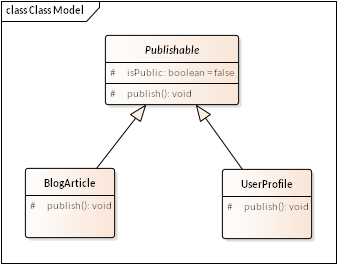 class Class Model
Publishable
# isPublic: boolean = false
# publish(): void
BlogArticle
# publish(): void
UserProfile
# publish(): void